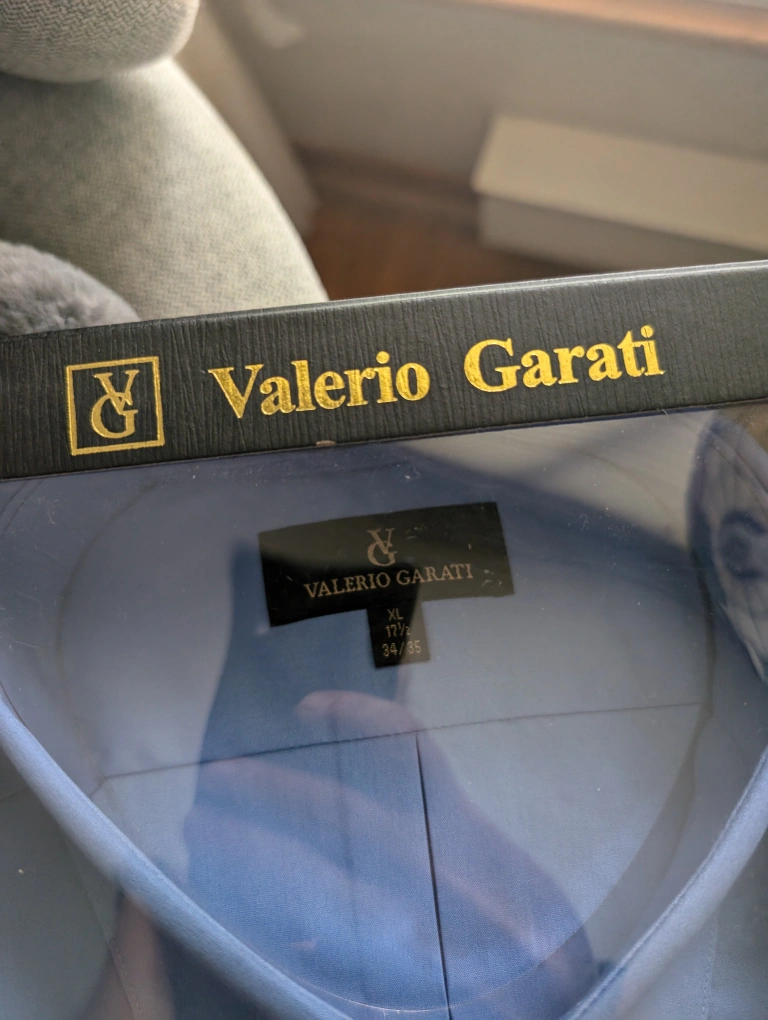 VG Valerio Garati
VG
VALERIO GARATI
XL
17½
34/35